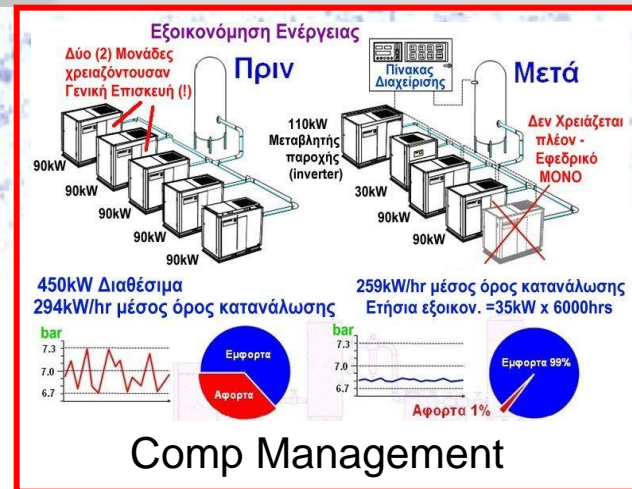 Εξοικονόμηση Ενέργειας
Δύο (2) Μονάδες
χρειαζόντουσαν
Γενική Επισκευή (!)
Πριν
90kW
90kW
90kW
90kW
90kW
450kW Διαθέσιμα
294kW/hr μέσος όρος κατανάλωσης
bar
7.3
7.0
6.7
Εμφορτα
Αφορτα
Πίνακας
Διαχείρισης
Μετά
110kW
Μεταβλητής
παροχής
(inverter)
Δεν Χρειάζεται
πλέον -
Εφεδρικό
ΜΟΝΟ
30kW
90kW
90kW
259kW/hr μέσος όρος κατανάλωσης
Ετήσια εξοικον. =35kW x 6000hrs
bar
7.3
7.0
6.7
Εμφορτα 99%
Αφορτα 1%
Comp Management